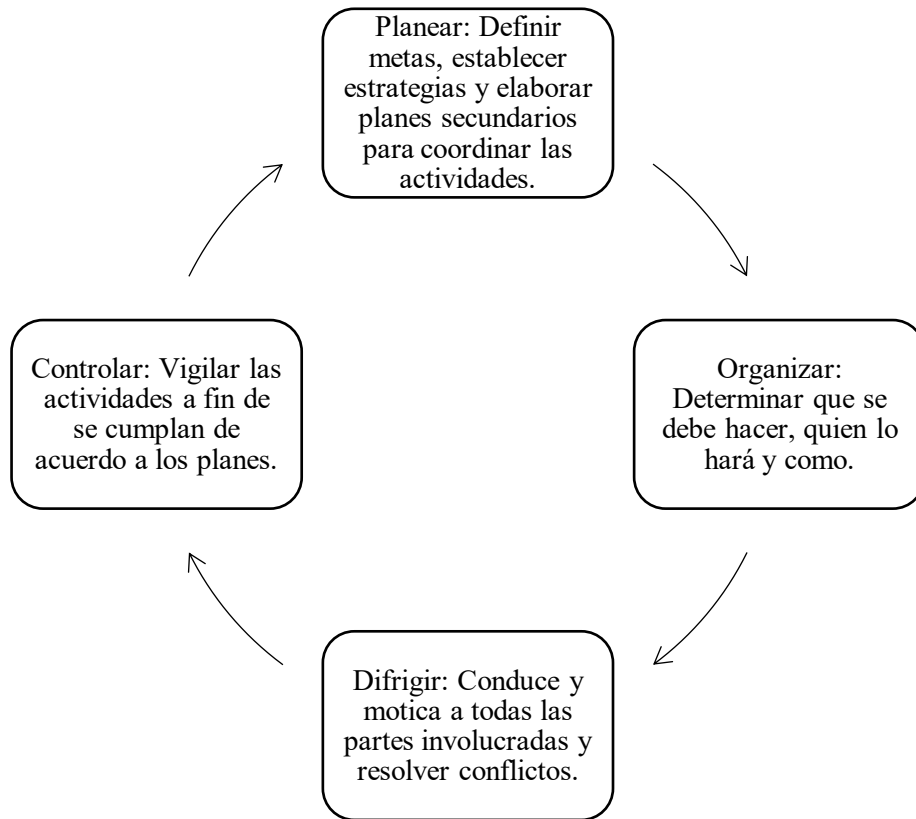 Planear: Definir
metas, establecer
estrategias y elaborar
planes secundarios
para coordinar las
actividades.
Organizar:
Determinar que se
debe hacer, quien lo
hará y como.
Difrigir: Conduce y
motica a todas las
partes involucradas y
resolver conflictos.
Controlar: Vigilar las
actividades a fin de
se cumplan de
acuerdo a los planes.